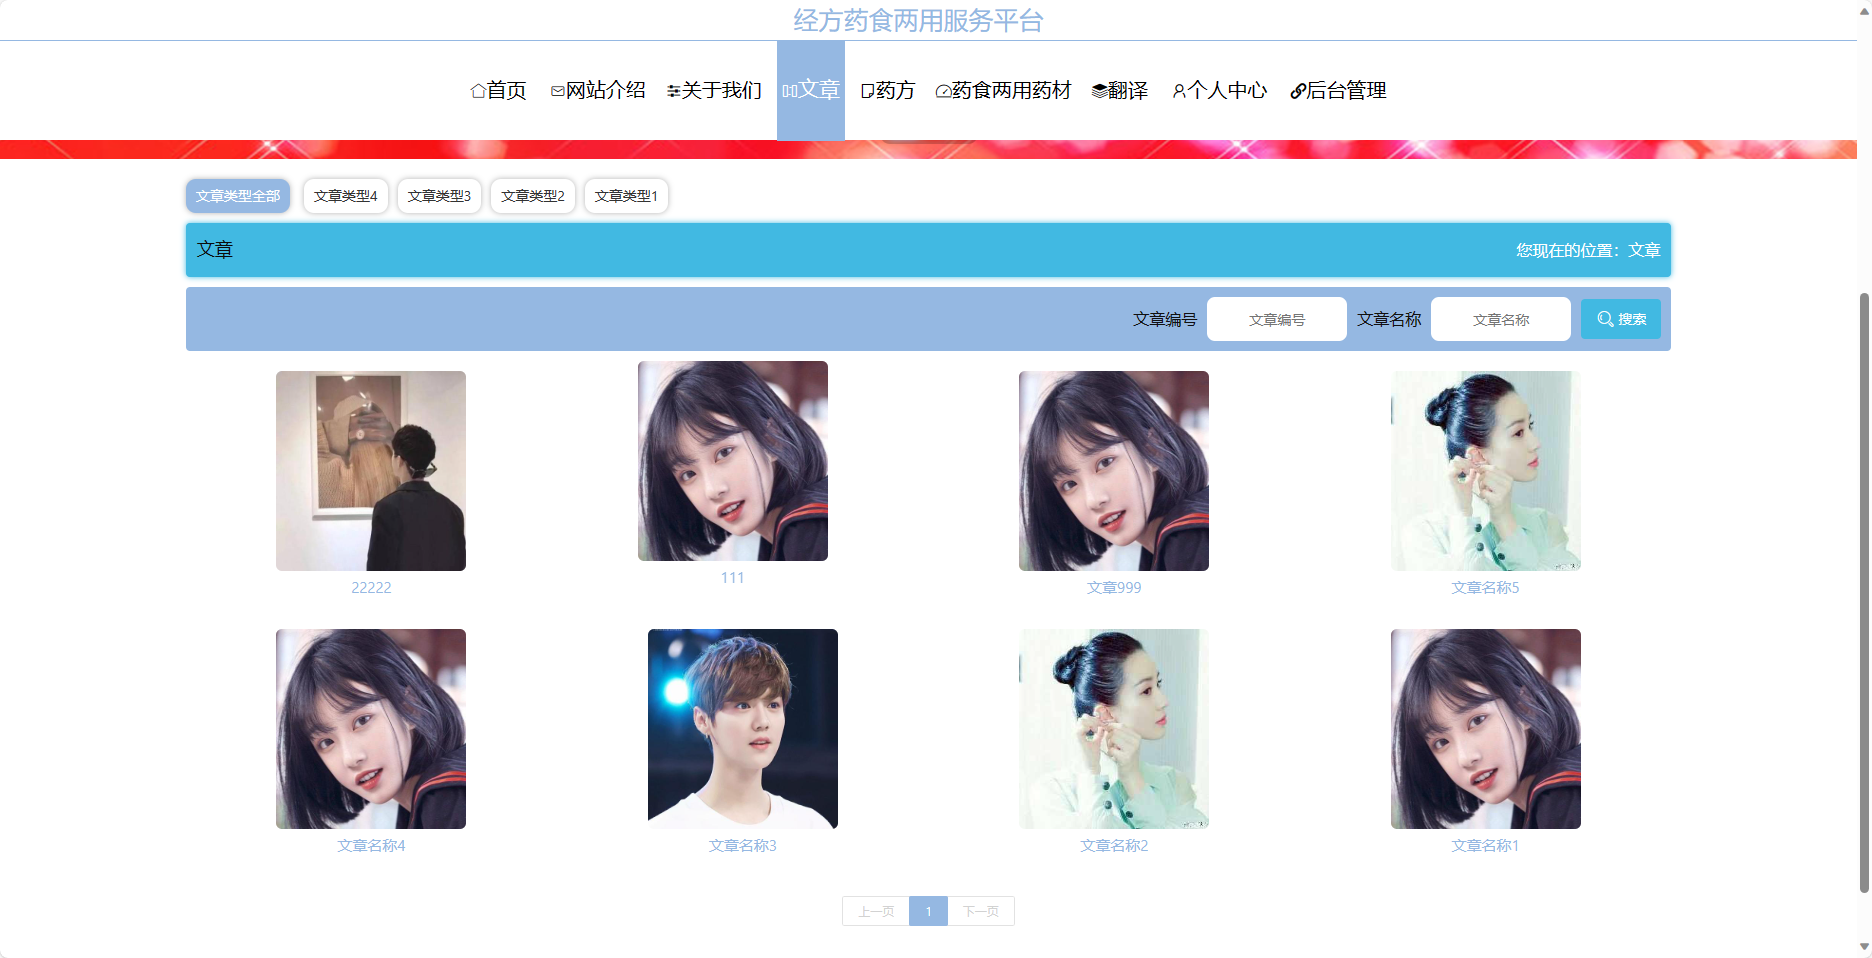 经方药食两用服务平台
首页 网站介绍 关于我们 文章 药方 药食两用药材 翻译 个人中心 后台管理
文章类型全部 文章类型4 文章类型3 文章类型2 文章类型1
文章 您现在的位置：文章
文章编号 文章编号 文章名称 文章名称 搜索
22222 111 文章999 文章名称5
文章名称4 文章名称3 文章名称2 文章名称1
上一页 1 下一页